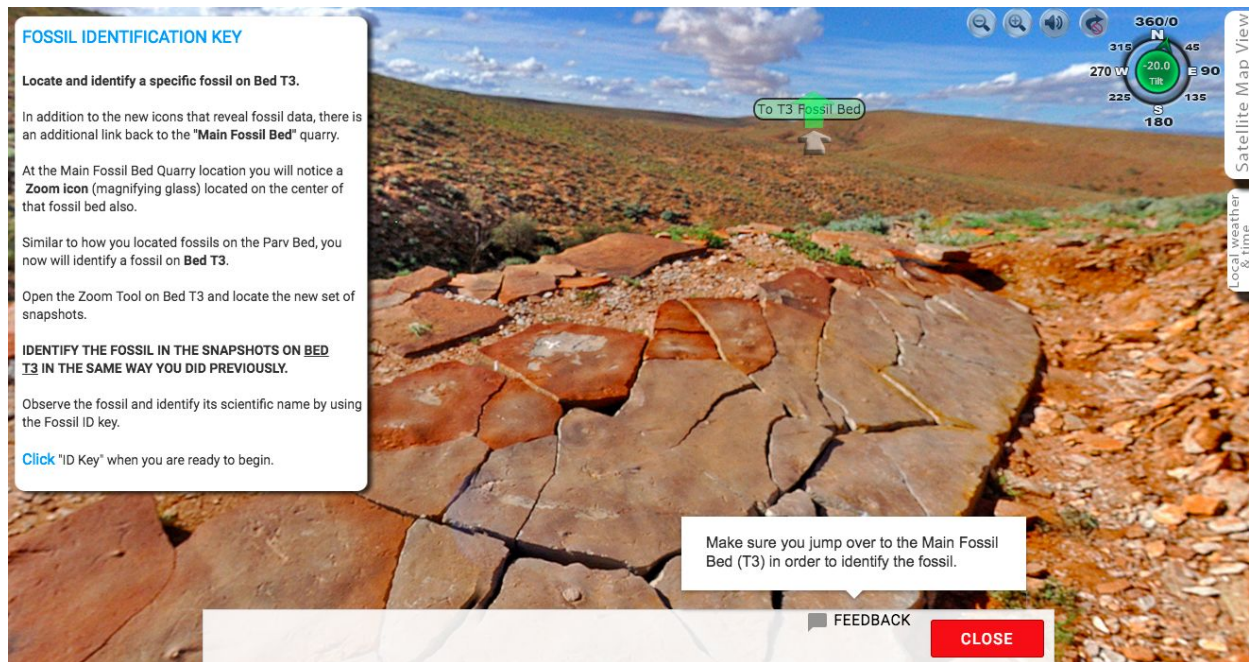 FOSSIL IDENTIFICATION KEY
Locate and identify a specific fossil on Bed T3.
In addition to the new icons that reveal fossil data, there is
an additional link back to the "Main Fossil Bed" quarry.
At the Main Fossil Bed Quarry location you will notice a
Zoom icon (magnifying glass) located on the center of
that fossil bed also.
Similar to how you located fossils on the Parv Bed, you
now will identify a fossil on Bed T3.
Open the Zoom Tool on Bed T3 and locate the new set of
snapshots.
IDENTIFY THE FOSSIL IN THE SNAPSHOTS ON BED
T3 IN THE SAME WAY YOU DID PREVIOUSLY.
Observe the fossil and identify its scientific name by using
the Fossil ID key.
Click "ID Key" when you are ready to begin.
To T3 Fossil Bed
360/0
N
315
45
270 W
-20.0
E 90
Tilt
225
135
S
180
Satellite Map View
Local weather
& time
Make sure you jump over to the Main Fossil
Bed (T3) in order to identify the fossil.
FEEDBACK
CLOSE